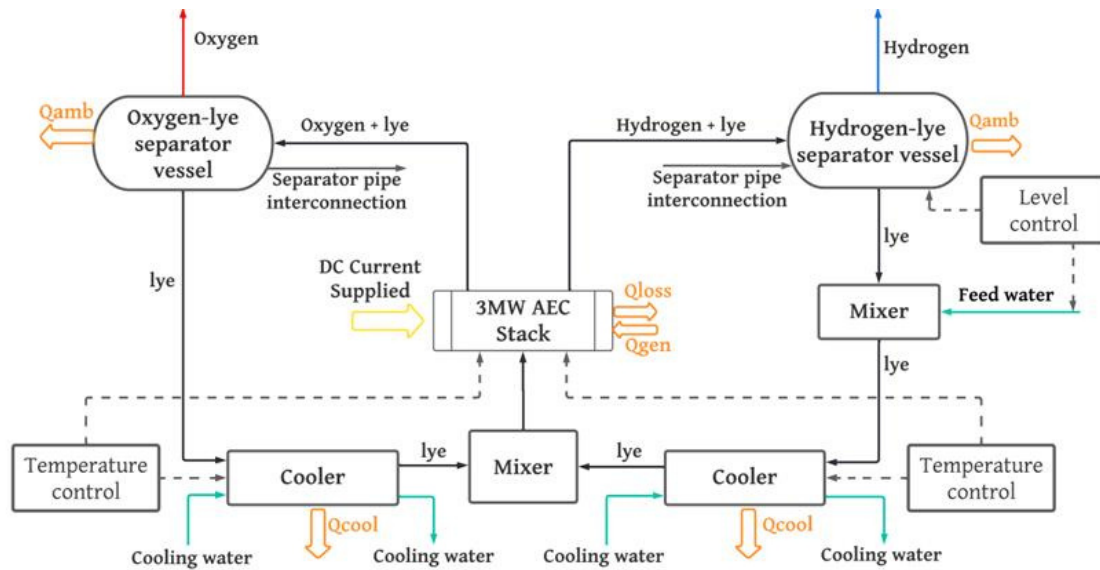 Oxygen
Hydrogen
Qamb
Oxygen-lye
separator
vessel
Oxygen + lye
Hydrogen + lye
Hydrogen-lye
separator vessel
Qamb
Separator pipe
interconnection
Separator pipe
interconnection
Level
control
lye
lye
DC Current
Supplied
3MW AEC
Stack
Qloss
Qgen
Mixer
Feed water
lye
Temperature
control
Cooler
lye
Mixer
lye
Cooler
Temperature
control
Cooling water
Qcool
Cooling water
Cooling water
Qcool
Cooling water